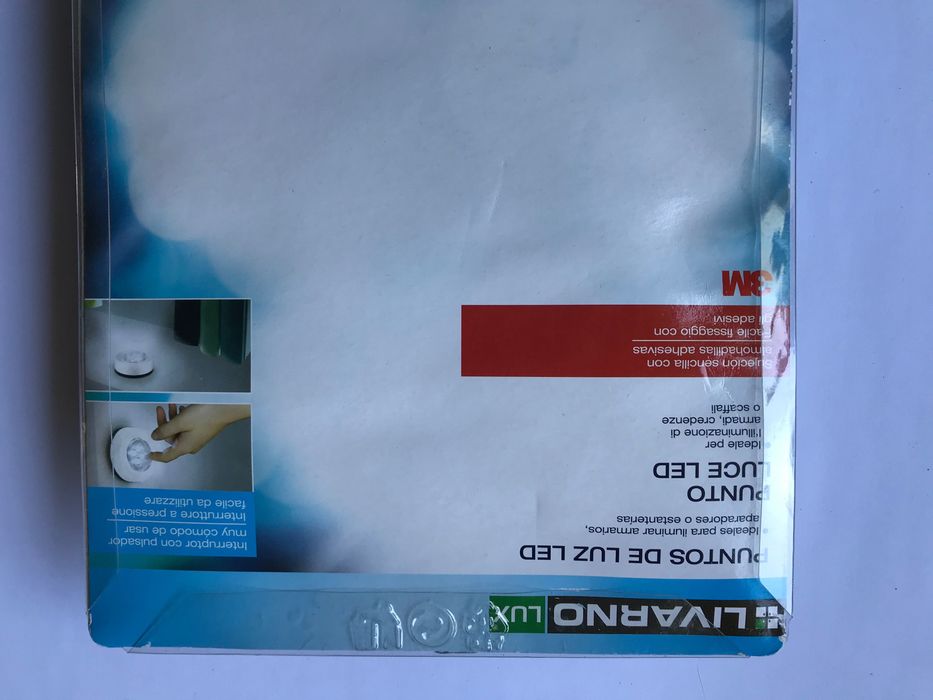 LIVARNO LUX
PUNTOS DE LUZ LED
• Ideales para iluminar armarios,
aparadores o estanterías
PUNTO
LUCE LED
• Ideale per
l'illuminazione di
armadi, credenze
o scaffali
Sujeción sencilla con
almohadillas adhesivas
Facile fissaggio con
gli adesivi
3M
Interruptor con pulsador
muy cómodo de usar
Interruttore a pressione
facile da utilizzare